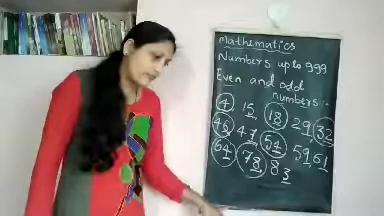 Mathematics
Numbers up to 999
Even and odd
numbers:-
4, 15, 18, 29, 32
46, 47, 54, 59, 61
64, 78, 83